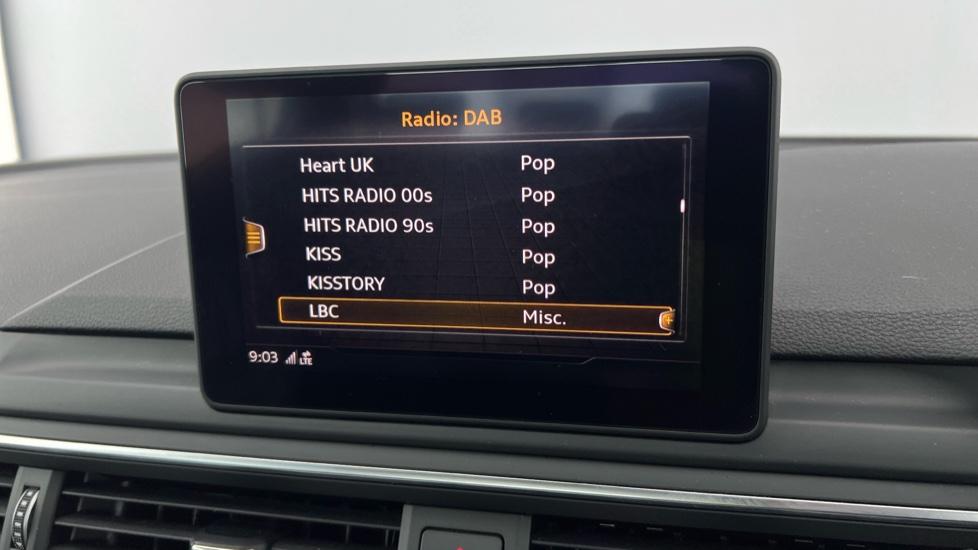 Radio: DAB
Heart UK Pop
HITS RADIO 00s Pop
HITS RADIO 90s Pop
KISS Pop
KISSTORY Pop
LBC Misc.
9:03 LTE